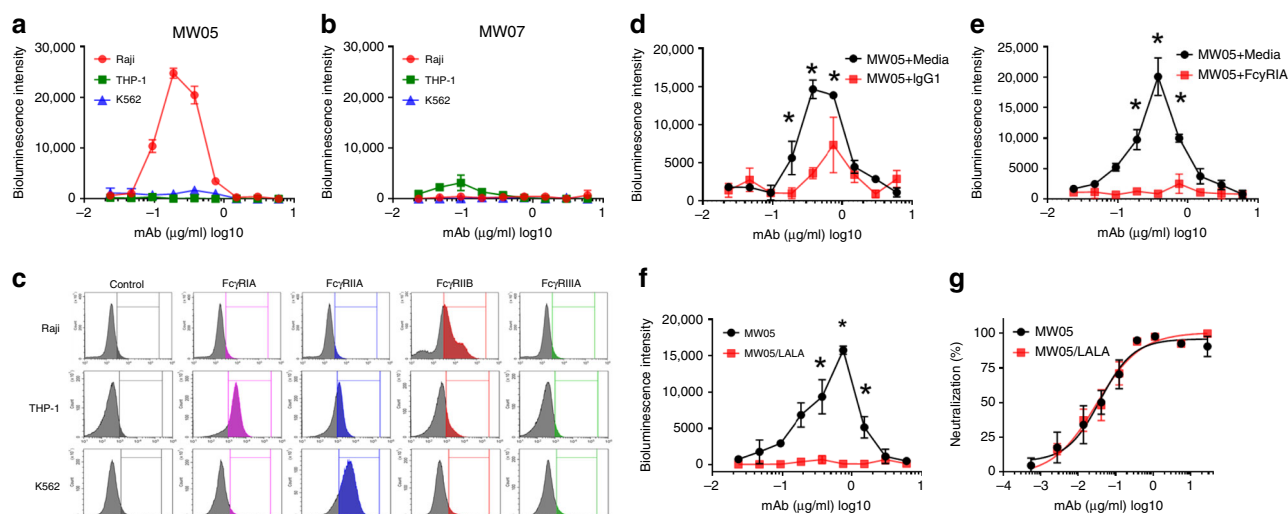 a
MW05
Bioluminescence intensity
30,000
20,000
10,000
0
Raji
THP-1
K562
−2
−1
0
1
mAb (µg/ml) log10
b
MW07
Bioluminescence intensity
30,000
20,000
10,000
0
Raji
THP-1
K562
−2
−1
0
1
mAb (µg/ml) log10
c
Control
FcγRIA
FcγRIIA
FcγRIIB
FcγRIIIA
Raji
THP-1
K562
d
Bioluminescence intensity
20,000
15,000
10,000
5000
0
MW05+Media
MW05+IgG1
* * *
−2
−1
0
1
mAb (µg/ml) log10
e
Bioluminescence intensity
25,000
20,000
15,000
10,000
5000
0
MW05+Media
MW05+FcyRIA
* * *
−2
−1
0
1
mAb (µg/ml) log10
f
Bioluminescence intensity
20,000
15,000
10,000
5000
0
MW05
MW05/LALA
* * *
−2
−1
0
1
mAb (µg/ml) log10
g
Neutralization (%)
100
75
50
25
0
MW05
MW05/LALA
−4
−3
−2
−1
0
1
mAb (µg/ml) log10